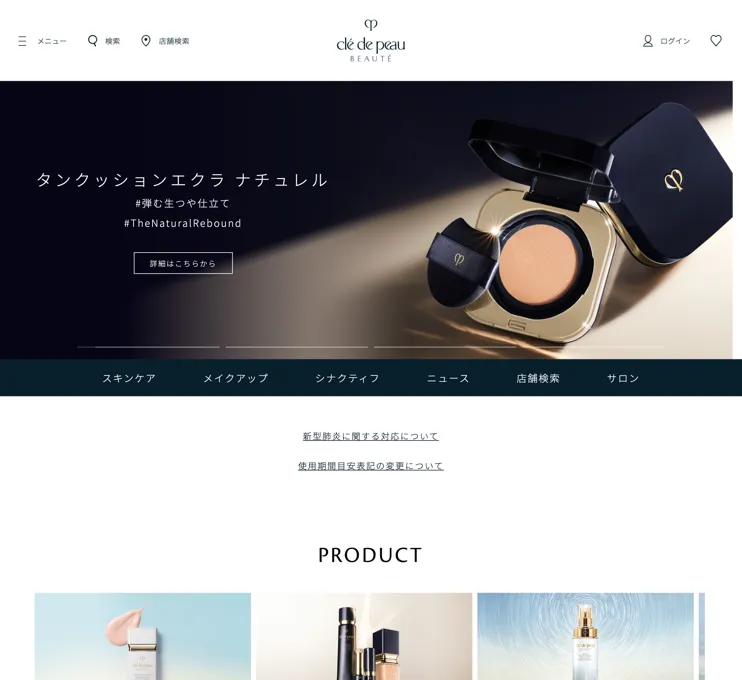 メニュー
検索
店舗検索
clé de peau
BEAUTÉ
ログイン
タンクッションエクラ ナチュレル
#弾む生つや仕立て
#TheNaturalRebound
詳細はこちらから
スキンケア
メイクアップ
シナクティフ
ニュース
店舗検索
サロン
新型肺炎に関する対応について
使用期間目安表記の変更について
PRODUCT
clé de peau